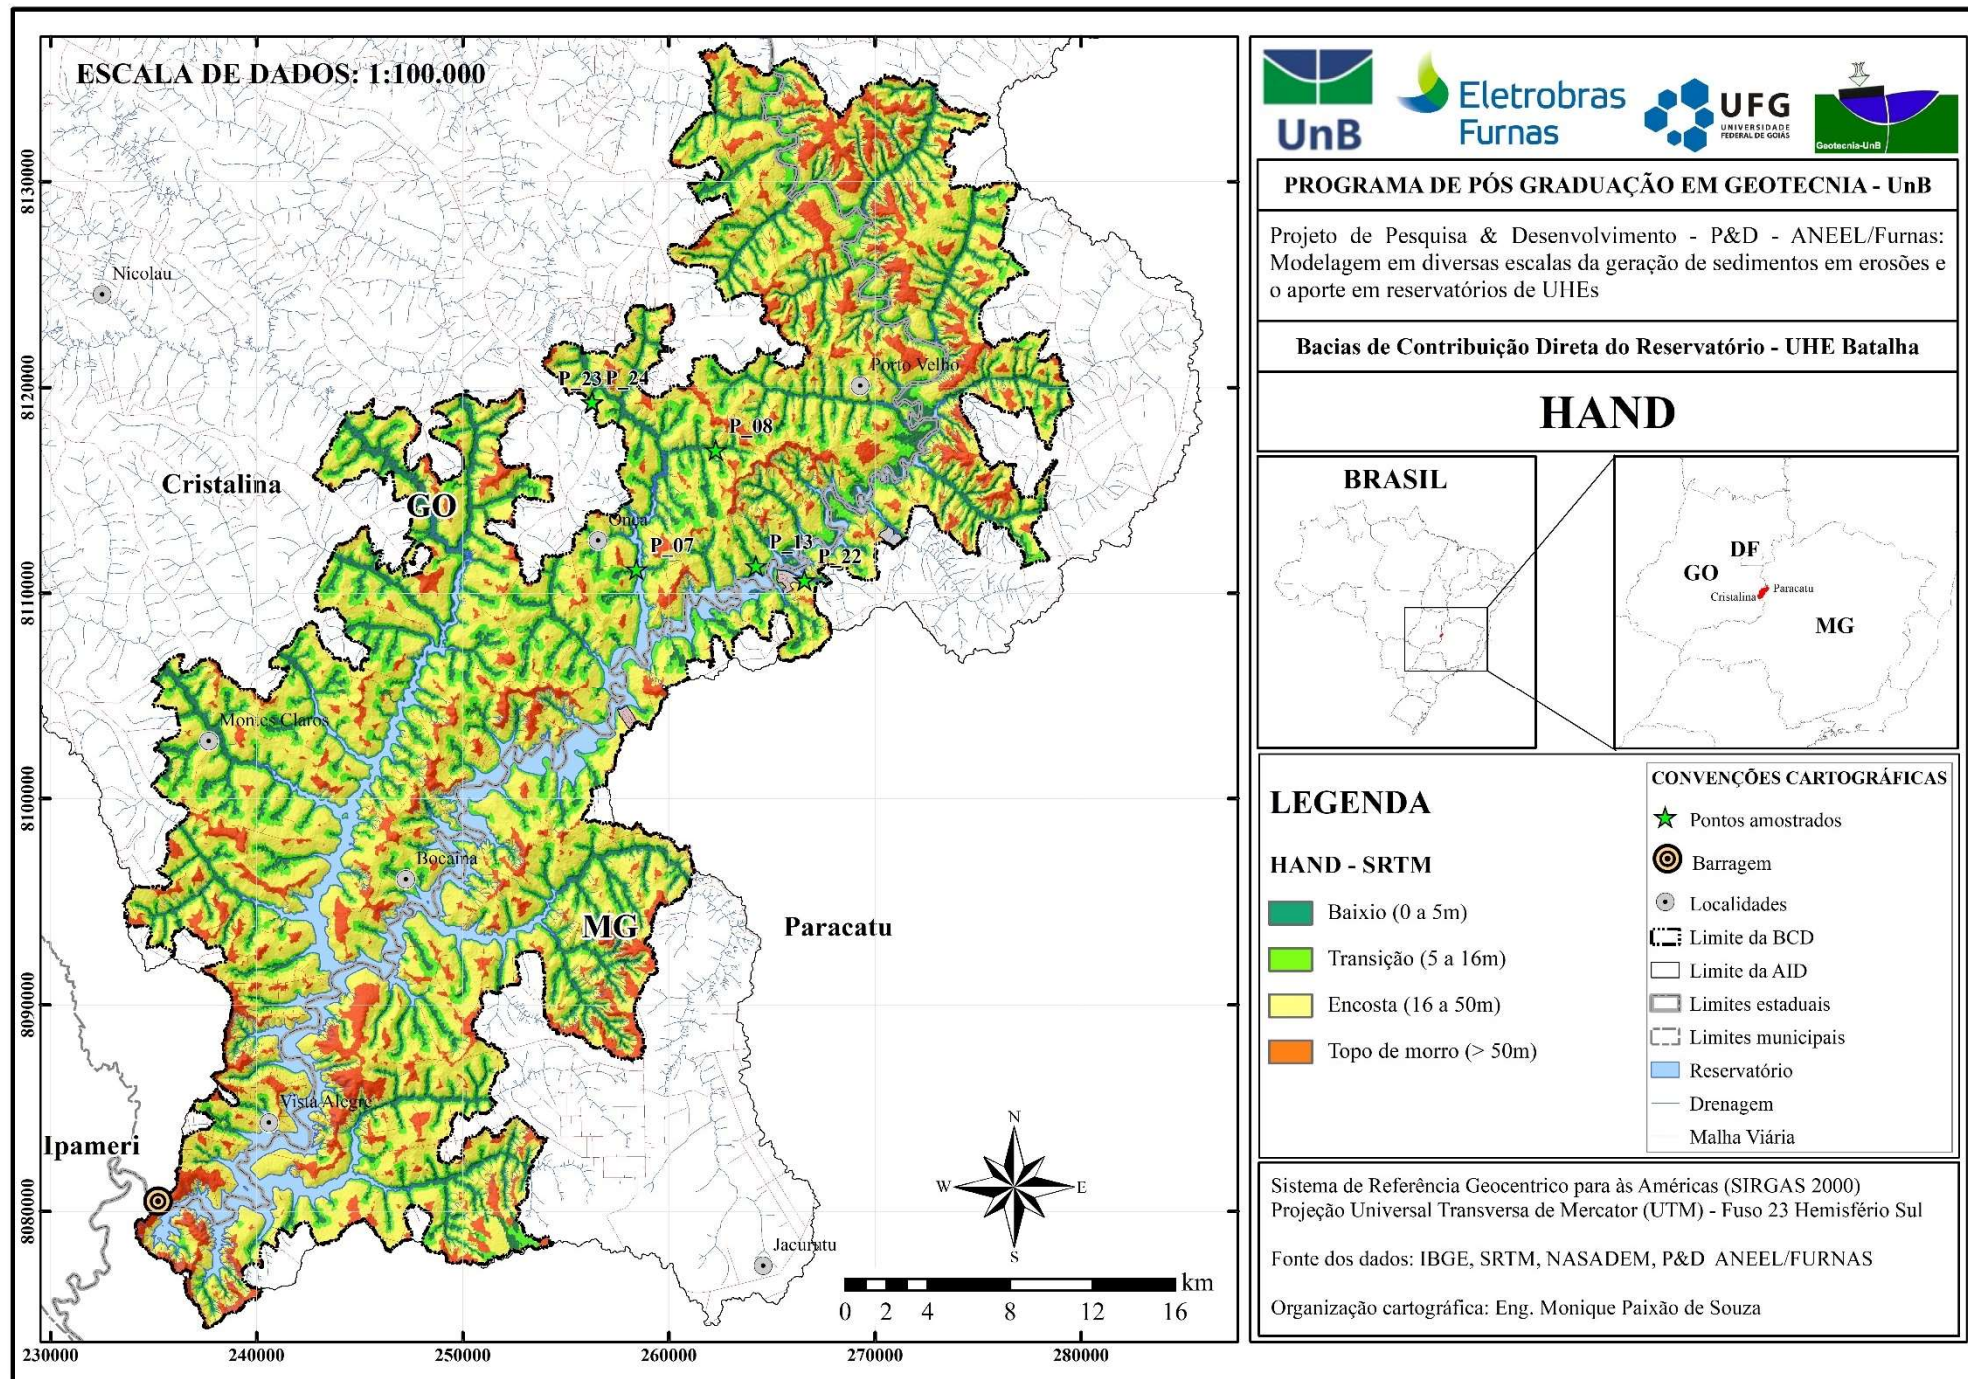 ESCALA DE DADOS: 1:100.000
8130000
8120000
8110000
8100000
8090000
8080000
230000
240000
250000
260000
270000
280000
Nicolau
Porto Velho
P_23 P_24
P_08
Cristalina
GO
Onça
P_07
P_13
P_22
Montes Claros
Bocaina
MG
Paracatu
Vista Alegre
Ipameri
Jacurutu
N
W
E
S
km
0 2 4 8 12 16
UnB
Eletrobras
Furnas
UFG
UNIVERSIDADE
FEDERAL DE GOIÁS
Geotecnia-UnB
PROGRAMA DE PÓS GRADUAÇÃO EM GEOTECNIA - UnB
Projeto de Pesquisa & Desenvolvimento - P&D - ANEEL/Furnas:
Modelagem em diversas escalas da geração de sedimentos em erosões e
o aporte em reservatórios de UHEs
Bacias de Contribuição Direta do Reservatório - UHE Batalha
HAND
BRASIL
DF
GO
Paracatu
Cristalina
MG
LEGENDA
HAND - SRTM
Baixio (0 a 5m)
Transição (5 a 16m)
Encosta (16 a 50m)
Topo de morro (> 50m)
CONVENÇÕES CARTOGRÁFICAS
Pontos amostrados
Barragem
Localidades
Limite da BCD
Limite da AID
Limites estaduais
Limites municipais
Reservatório
Drenagem
Malha Viária
Sistema de Referência Geocentrico para às Américas (SIRGAS 2000)
Projeção Universal Transversa de Mercator (UTM) - Fuso 23 Hemisfério Sul
Fonte dos dados: IBGE, SRTM, NASADEM, P&D ANEEL/FURNAS
Organização cartográfica: Eng. Monique Paixão de Souza